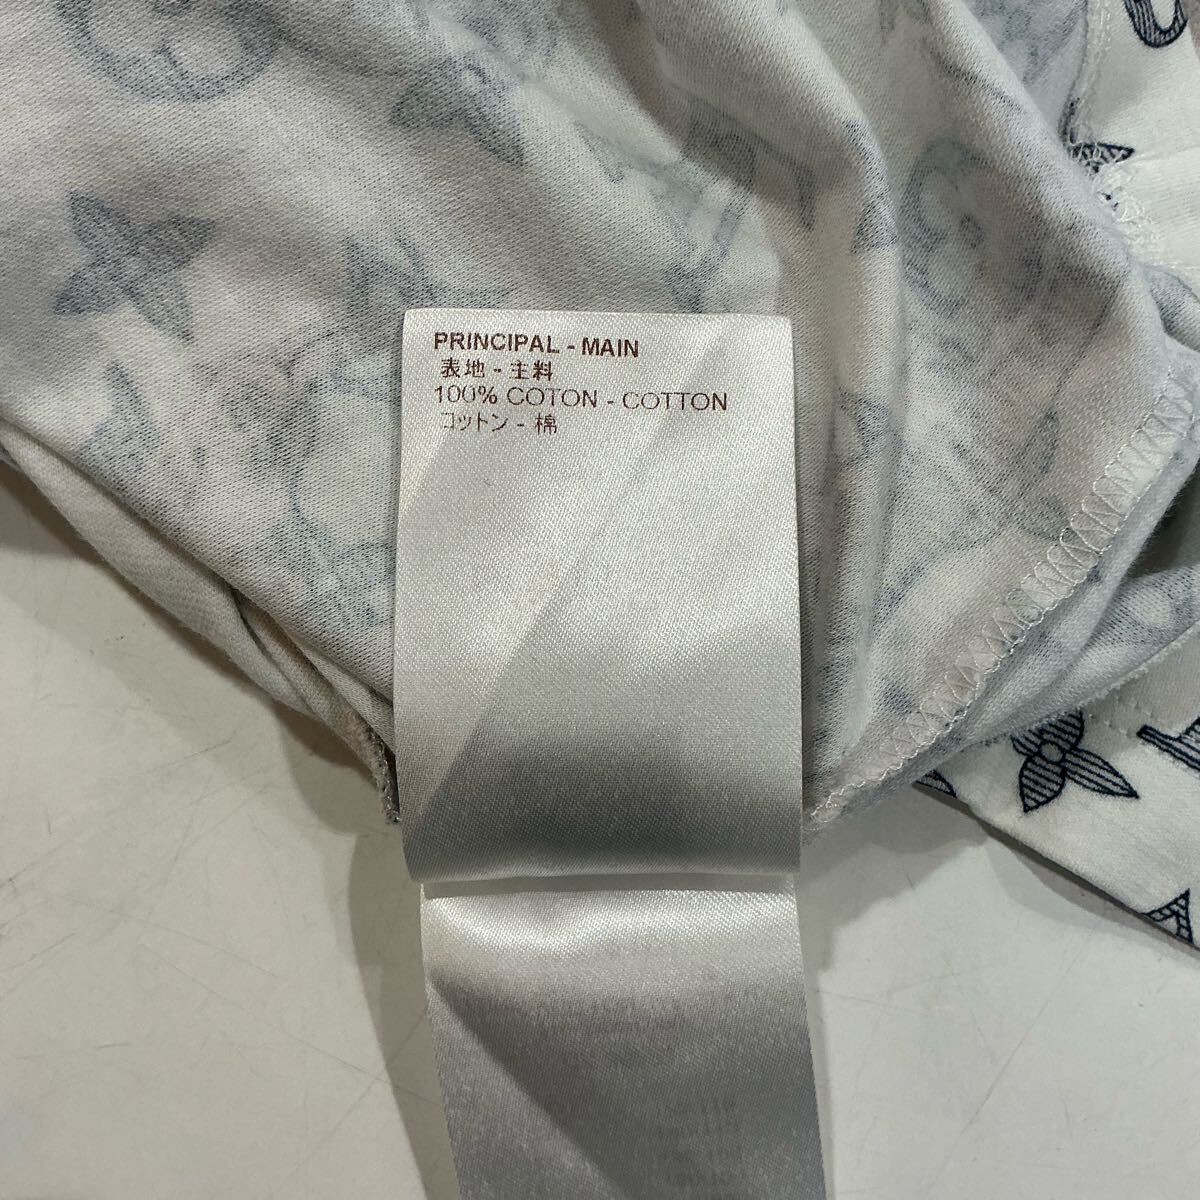 PRINCIPAL - MAIN
表地 - 主料
100% COTON - COTTON
コットン - 棉